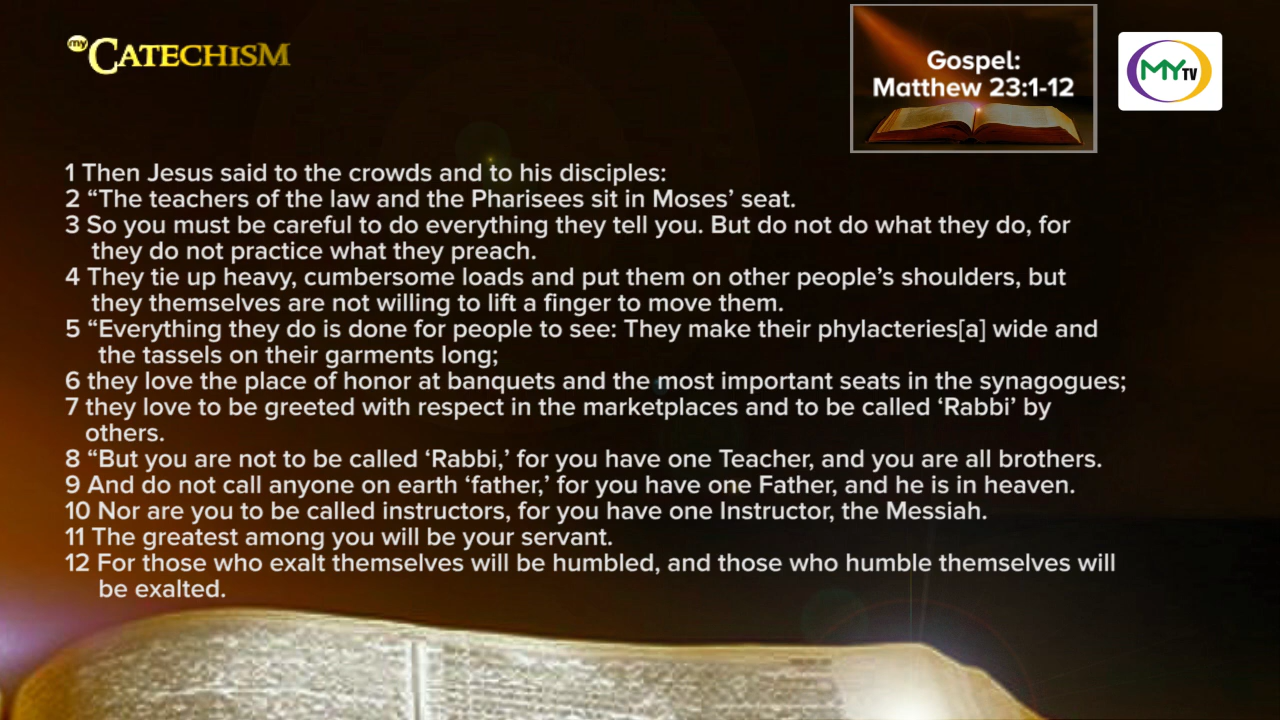 my CATECHISM
Gospel:
Matthew 23:1-12
MYTV
1 Then Jesus said to the crowds and to his disciples:
2 “The teachers of the law and the Pharisees sit in Moses’ seat.
3 So you must be careful to do everything they tell you. But do not do what they do, for
they do not practice what they preach.
4 They tie up heavy, cumbersome loads and put them on other people’s shoulders, but
they themselves are not willing to lift a finger to move them.
5 “Everything they do is done for people to see: They make their phylacteries[a] wide and
the tassels on their garments long;
6 they love the place of honor at banquets and the most important seats in the synagogues;
7 they love to be greeted with respect in the marketplaces and to be called ‘Rabbi’ by
others.
8 “But you are not to be called ‘Rabbi,’ for you have one Teacher, and you are all brothers.
9 And do not call anyone on earth ‘father,’ for you have one Father, and he is in heaven.
10 Nor are you to be called instructors, for you have one Instructor, the Messiah.
11 The greatest among you will be your servant.
12 For those who exalt themselves will be humbled, and those who humble themselves will
be exalted.